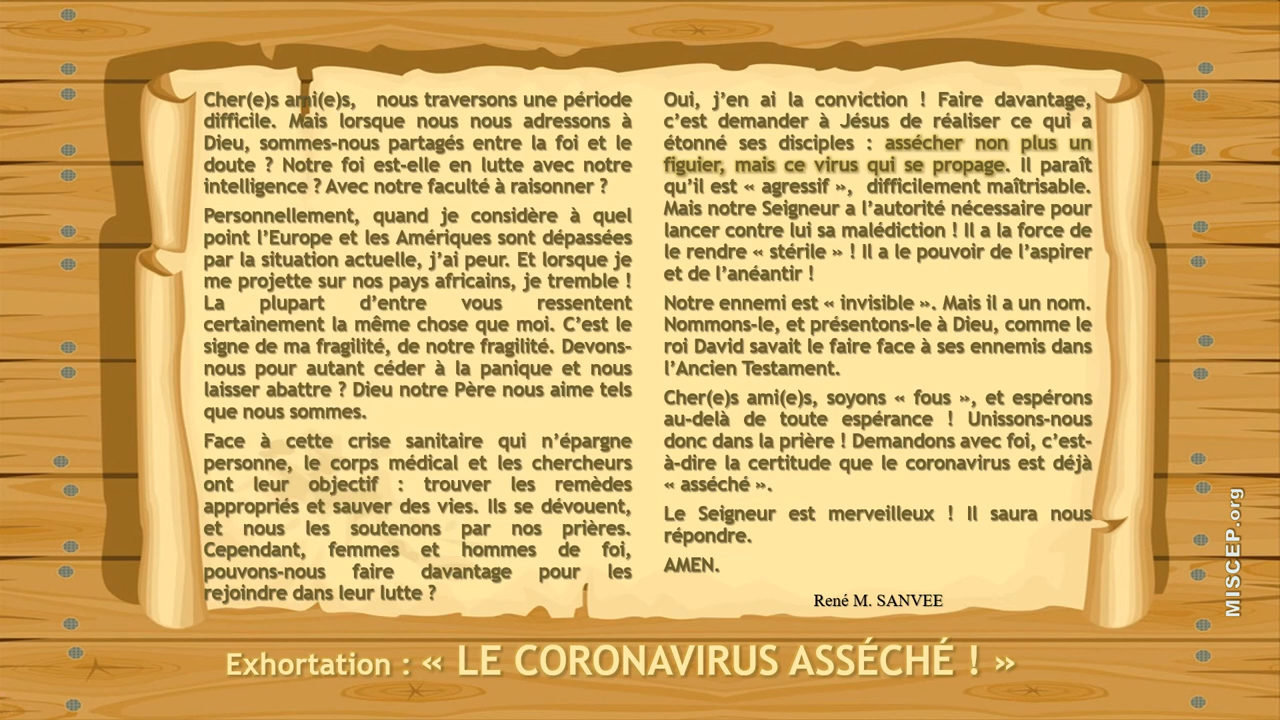 Cher(e)s ami(e)s, nous traversons une période
difficile. Mais lorsque nous nous adressons à
Dieu, sommes-nous partagés entre la foi et le
doute ? Notre foi est-elle en lutte avec notre
intelligence ? Avec notre faculté à raisonner ?
Personnellement, quand je considère à quel
point l’Europe et les Amériques sont dépassées
par la situation actuelle, j’ai peur. Et lorsque je
me projette sur nos pays africains, je tremble !
La plupart d’entre vous ressentent
certainement la même chose que moi. C’est le
signe de ma fragilité, de notre fragilité. Devons-
nous pour autant céder à la panique et nous
laisser abattre ? Dieu notre Père nous aime tels
que nous sommes.
Face à cette crise sanitaire qui n’épargne
personne, le corps médical et les chercheurs
ont leur objectif : trouver les remèdes
appropriés et sauver des vies. Ils se dévouent,
et nous les soutenons par nos prières.
Cependant, femmes et hommes de foi,
pouvons-nous faire davantage pour les
rejoindre dans leur lutte ?
Oui, j’en ai la conviction ! Faire davantage,
c’est demander à Jésus de réaliser ce qui a
étonné ses disciples : assécher non plus un
figuier, mais ce virus qui se propage. Il paraît
qu’il est « agressif », difficilement maîtrisable.
Mais notre Seigneur a l’autorité nécessaire pour
lancer contre lui sa malédiction ! Il a la force de
le rendre « stérile » ! Il a le pouvoir de l’aspirer
et de l’anéantir !
Notre ennemi est « invisible ». Mais il a un nom.
Nommons-le, et présentons-le à Dieu, comme le
roi David savait le faire face à ses ennemis dans
l’Ancien Testament.
Cher(e)s ami(e)s, soyons « fous », et espérons
au-delà de toute espérance ! Unissons-nous
donc dans la prière ! Demandons avec foi, c’est-
à-dire la certitude que le coronavirus est déjà
« asséché ».
Le Seigneur est merveilleux ! Il saura nous
répondre.
AMEN.
René M. SANVEE
MISCEP.org
Exhortation : « LE CORONAVIRUS ASSÉCHÉ ! »